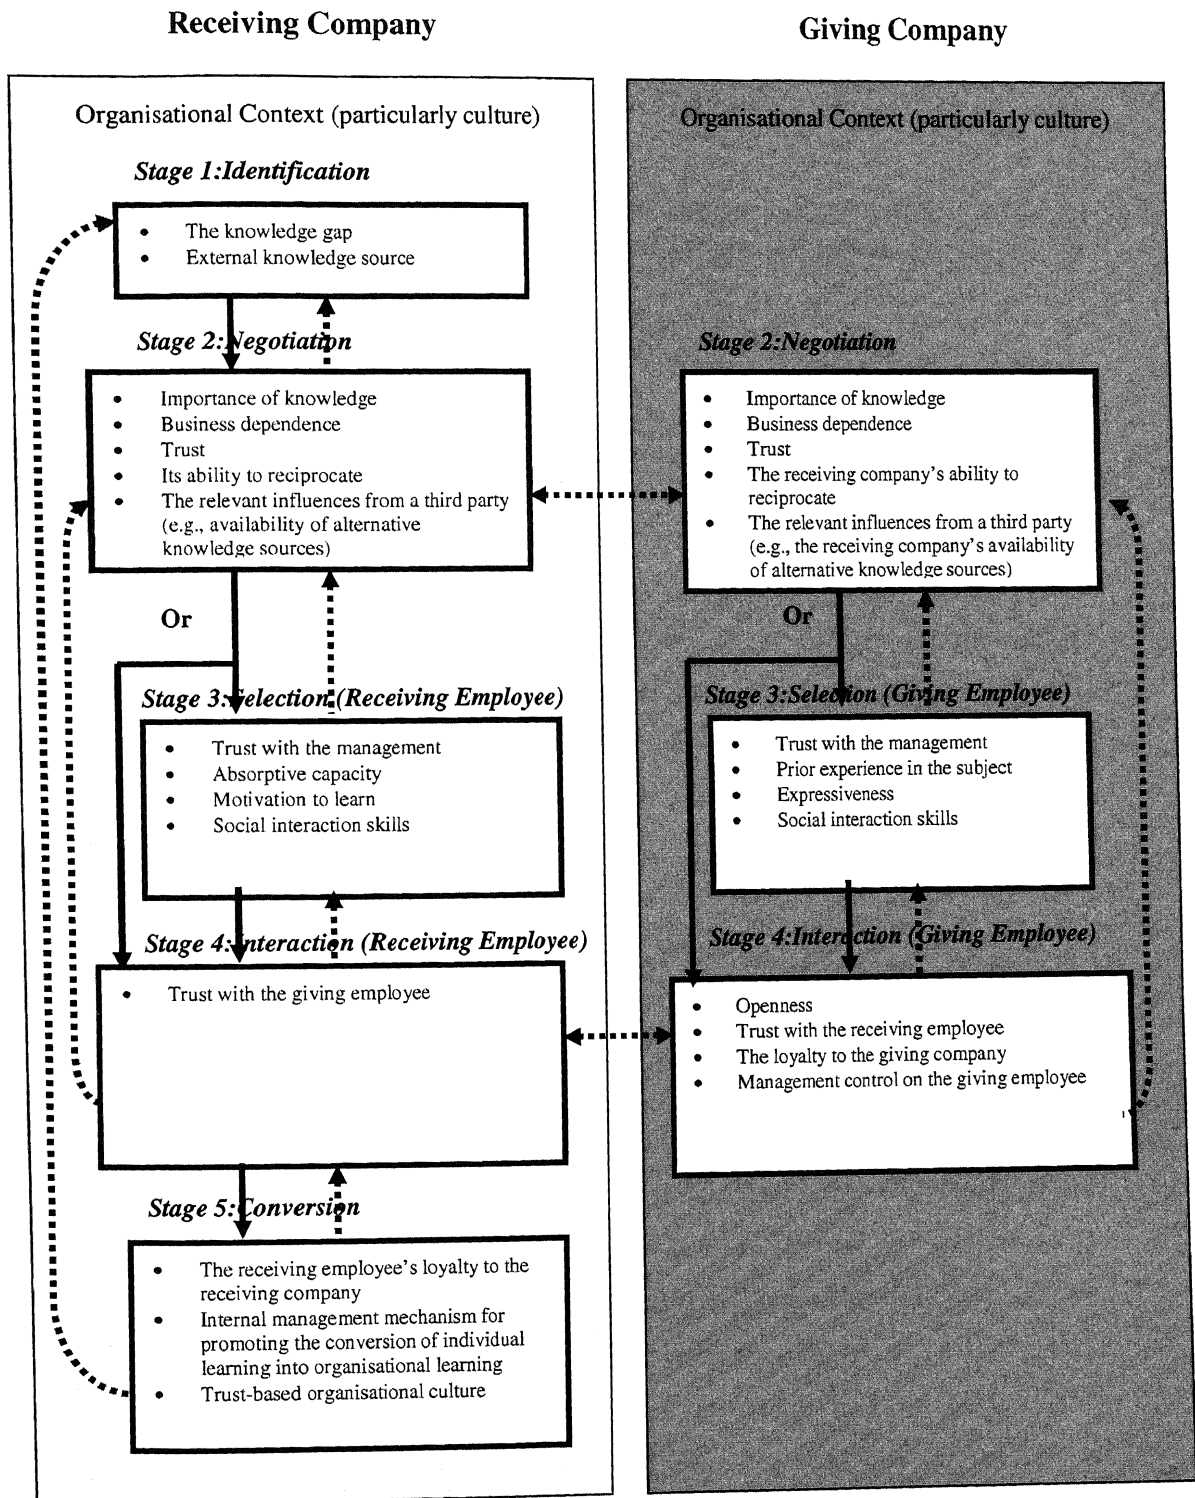 Receiving Company
Giving Company
Organisational Context (particularly culture)
Stage 1:Identification
• The knowledge gap
• External knowledge source
Stage 2:Negotiation
• Importance of knowledge
• Business dependence
• Trust
• Its ability to reciprocate
• The relevant influences from a third party
(e.g., availability of alternative
knowledge sources)
Or
Stage 3:Selection (Receiving Employee)
• Trust with the management
• Absorptive capacity
• Motivation to learn
• Social interaction skills
Stage 4:Interaction (Receiving Employee)
• Trust with the giving employee
Stage 5:Conversion
• The receiving employee's loyalty to the
receiving company
• Internal management mechanism for
promoting the conversion of individual
learning into organisational learning
• Trust-based organisational culture
Organisational Context (particularly culture)
Stage 2:Negotiation
• Importance of knowledge
• Business dependence
• Trust
• The receiving company's ability to
reciprocate
• The relevant influences from a third party
(e.g., the receiving company's availability
of alternative knowledge sources)
Or
Stage 3:Selection (Giving Employee)
• Trust with the management
• Prior experience in the subject
• Expressiveness
• Social interaction skills
Stage 4:Interaction (Giving Employee)
• Openness
• Trust with the receiving employee
• The loyalty to the giving company
• Management control on the giving employee